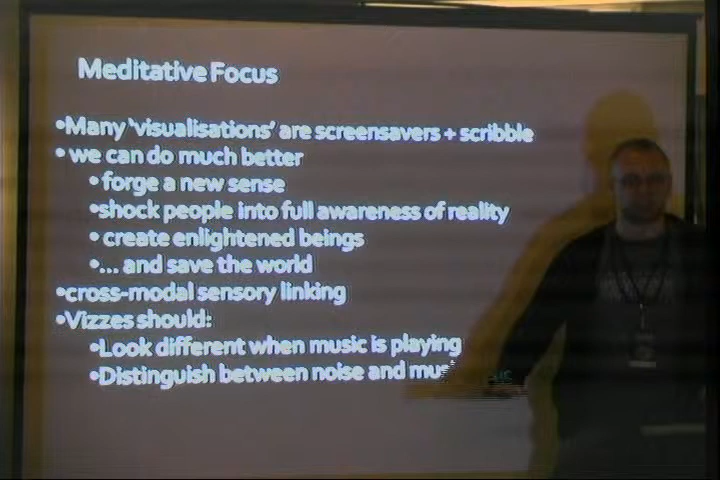 Meditative Focus
•Many 'visualisations' are screensavers + scribble
• we can do much better
• forge a new sense
•shock people into full awareness of reality
• create enlightened beings
•... and save the world
•cross-modal sensory linking
•Vizzes should:
•Look different when music is playing
•Distinguish between noise and mus